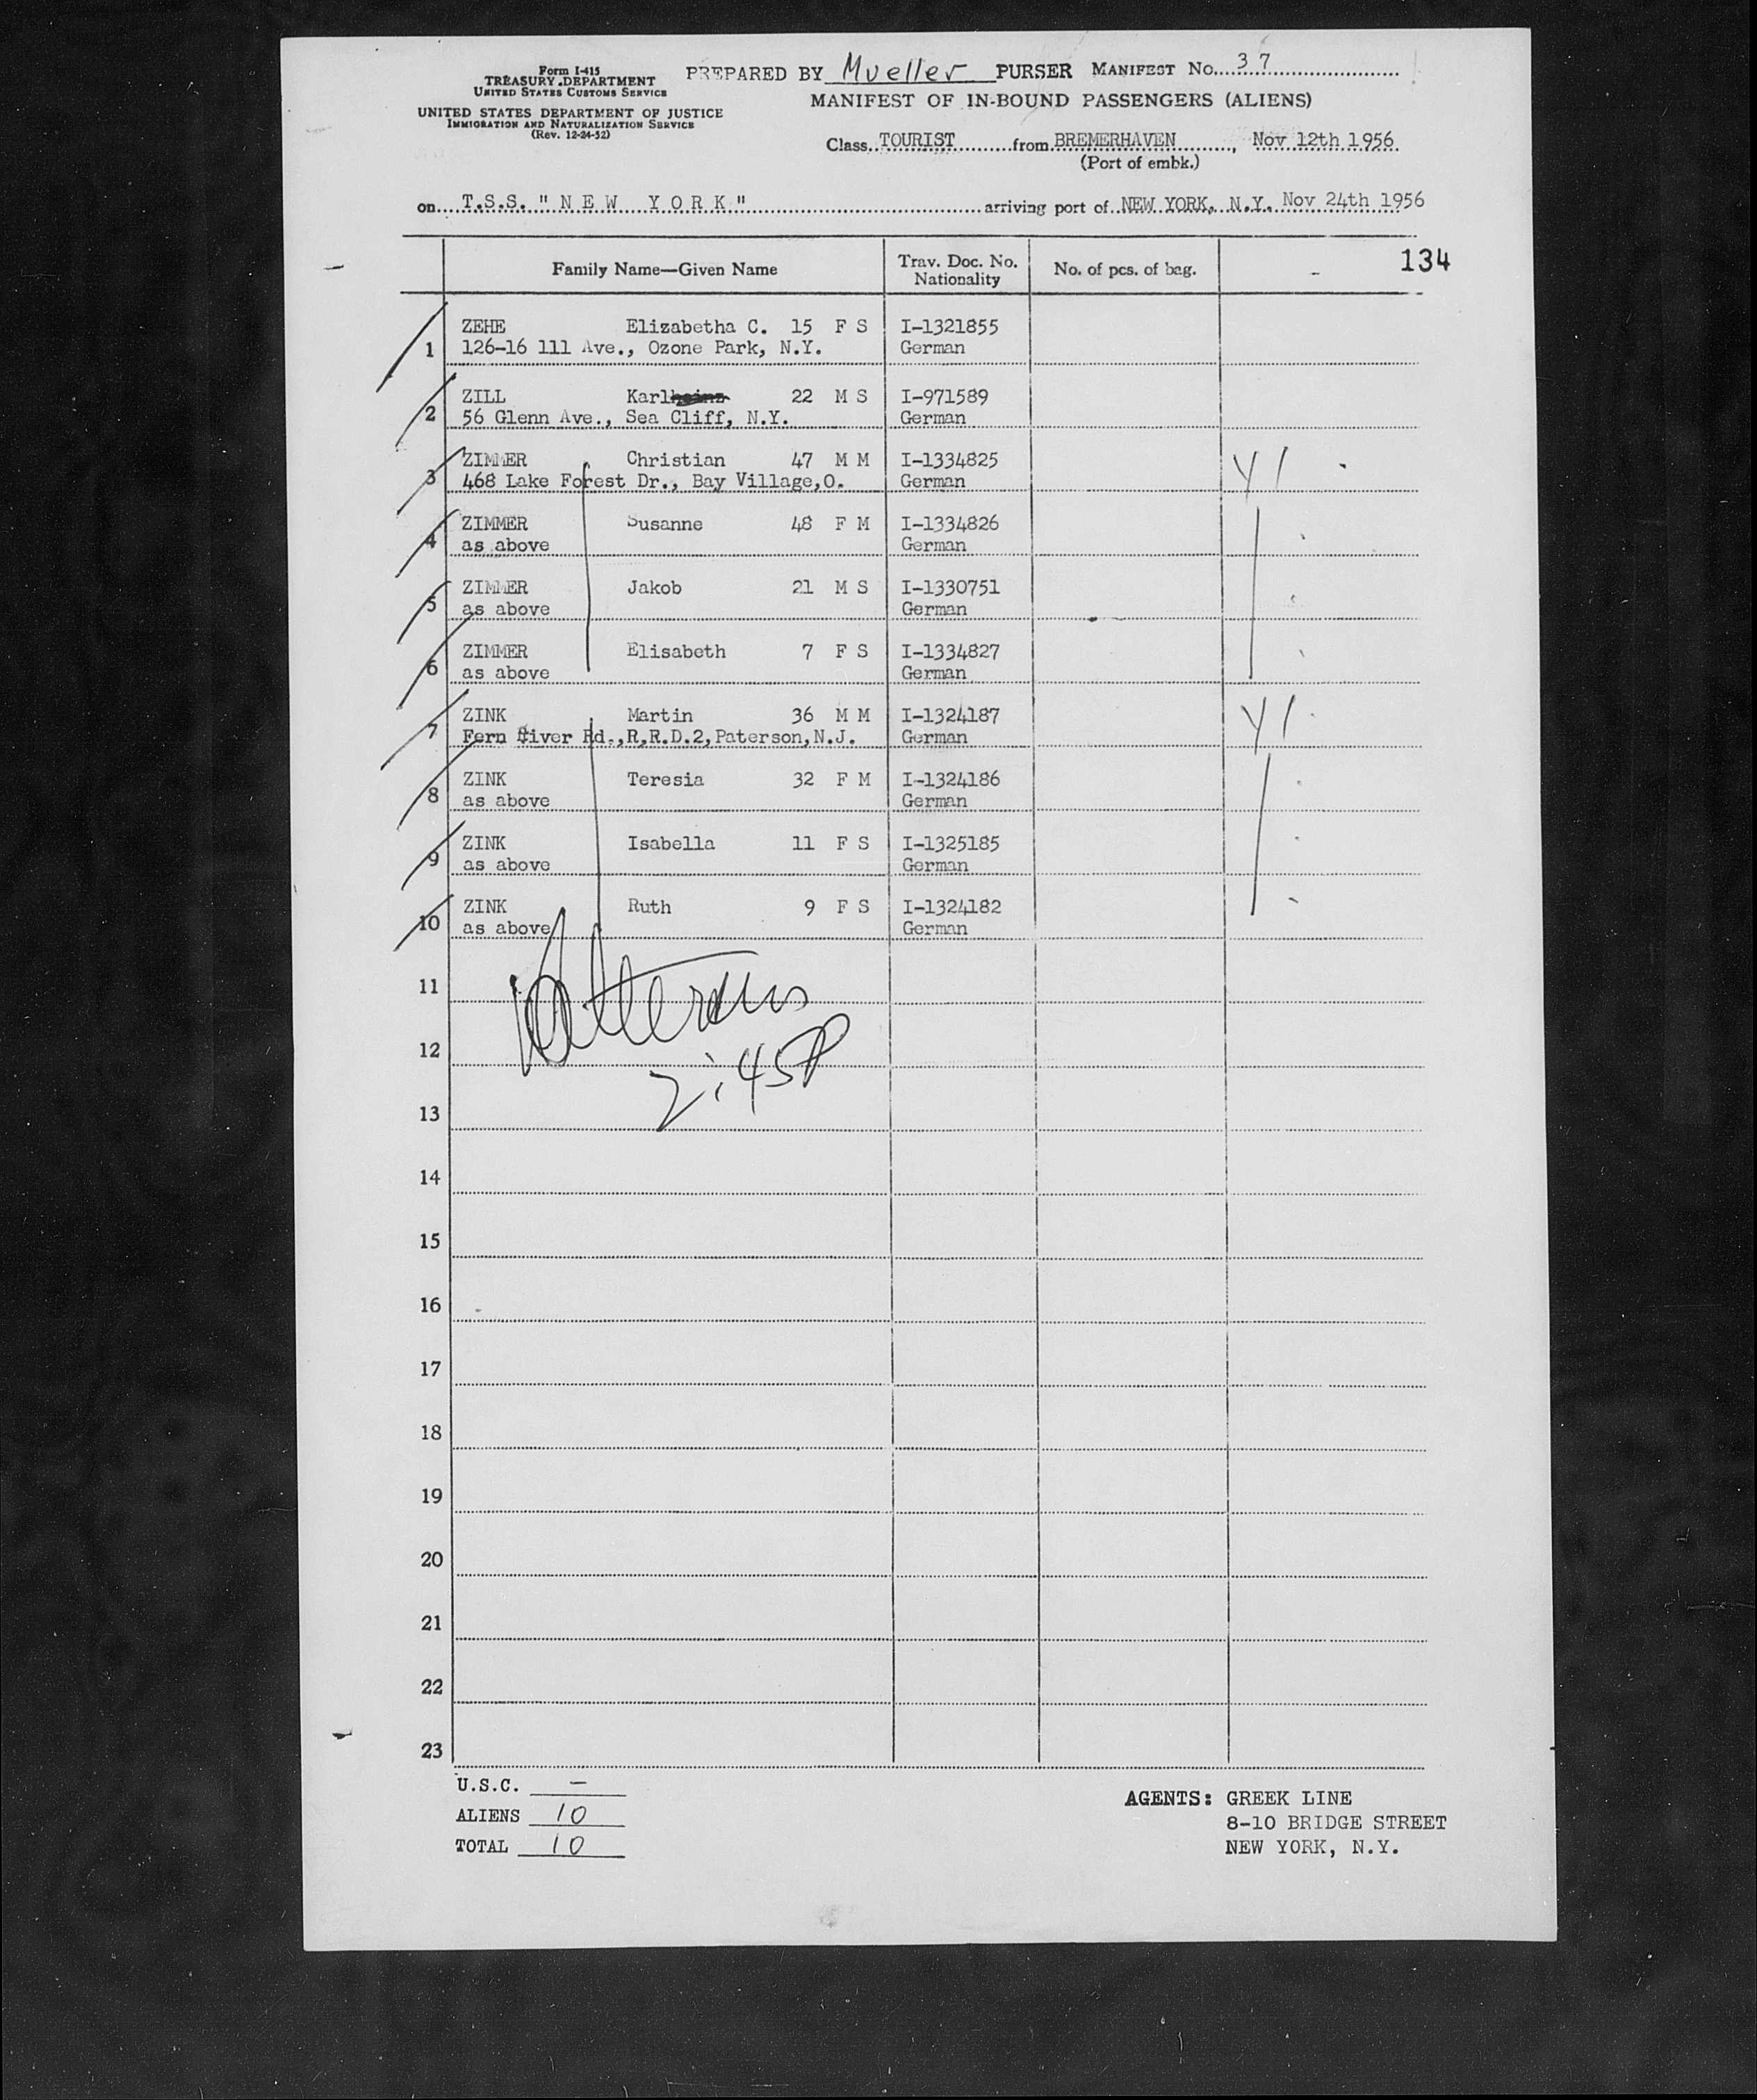 Form I-415
TREASURY DEPARTMENT
UNITED STATES CUSTOMS SERVICE
UNITED STATES DEPARTMENT OF JUSTICE
IMMIGRATION AND NATURALIZATION SERVICE
(Rev. 12-24-52)
PREPARED BY Mueller PURSER MANIFEST No. 37
MANIFEST OF IN-BOUND PASSENGERS (ALIENS)
Class TOURIST from BREMERHAVEN, Nov 12th 1956
(Port of embk.)
on T.S.S. "NEW YORK" arriving port of NEW YORK, N.Y. Nov 24th 1956
Family Name—Given Name Trav. Doc. No. Nationality No. of pcs. of bag. - 134
1 ZEHE Elizabetha C. 15 F S I-1321855
126-16 111 Ave., Ozone Park, N.Y. German
2 ZILL Karlheinz 22 M S I-971589
56 Glenn Ave., Sea Cliff, N.Y. German
3 ZIMMER Christian 47 M M I-1334825
468 Lake Forest Dr., Bay Village,O. German
4 ZIMMER Susanne 48 F M I-1334826
as above German
5 ZIMMER Jakob 21 M S I-1330751
as above German
6 ZIMMER Elisabeth 7 F S I-1334827
as above German
7 ZINK Martin 36 M M I-1324187
Fern River Rd.,R,R.D.2,Paterson,N.J. German
8 ZINK Teresia 32 F M I-1324186
as above German
9 ZINK Isabella 11 F S I-1325185
as above German
10 ZINK Ruth 9 F S I-1324182
as above German
11
12
2:45P
13
14
15
16
17
18
19
20
21
22
23
U.S.C. —
ALIENS 10
TOTAL 10
AGENTS: GREEK LINE
8-10 BRIDGE STREET
NEW YORK, N.Y.